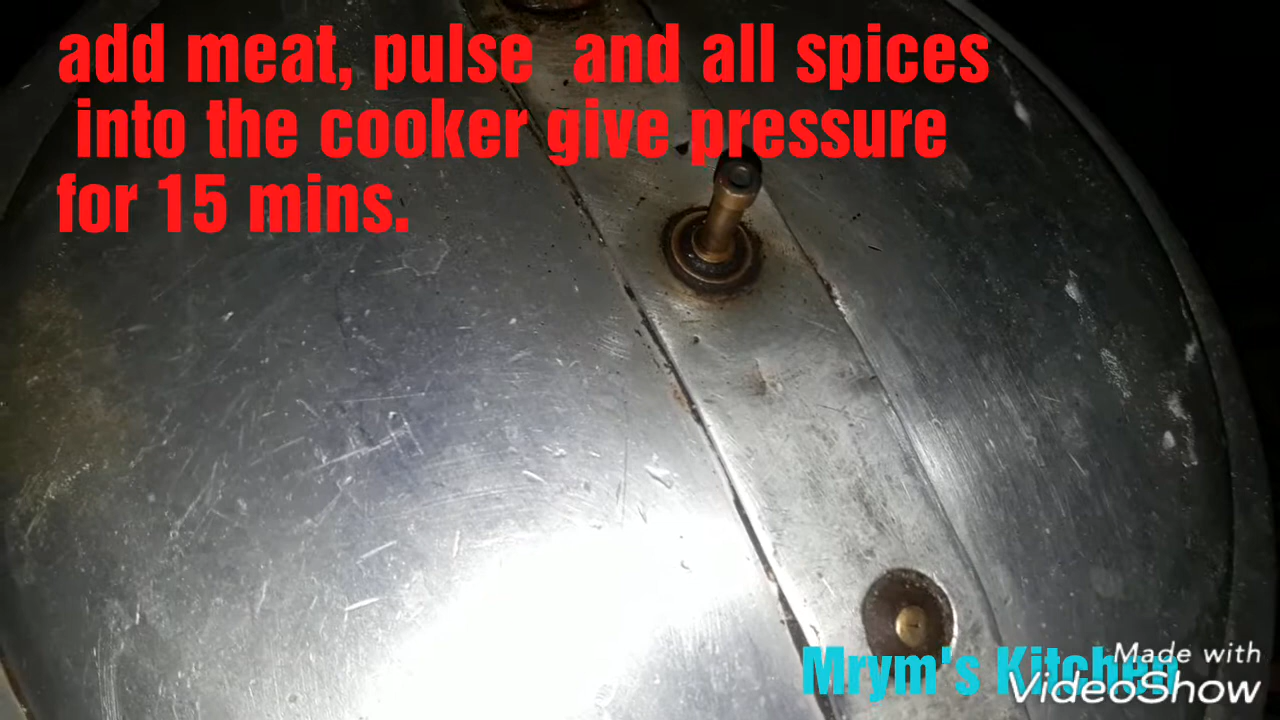 add meat, pulse  and all spices
into the cooker give pressure
for 15 mins.
Mrym's Kitchen
Made with
VideoShow